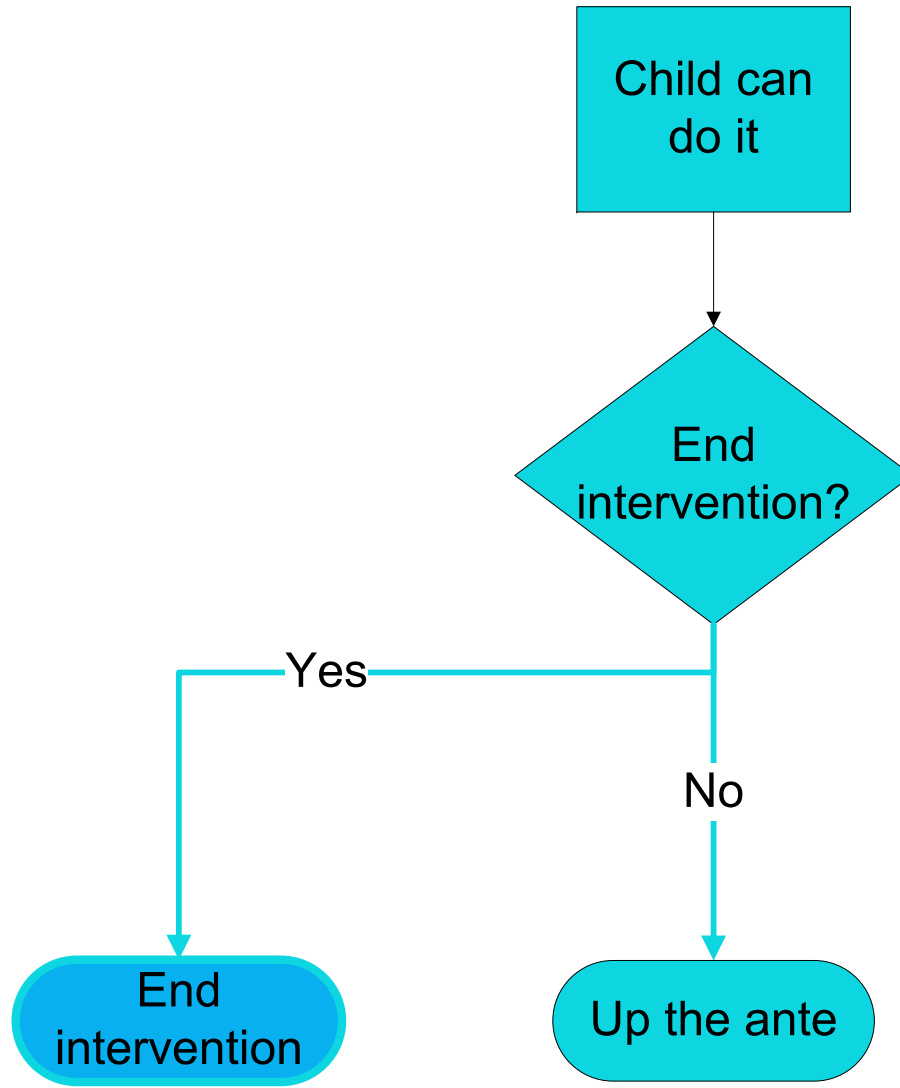 Child can
do it
End
intervention?
Yes
No
End
intervention
Up the ante